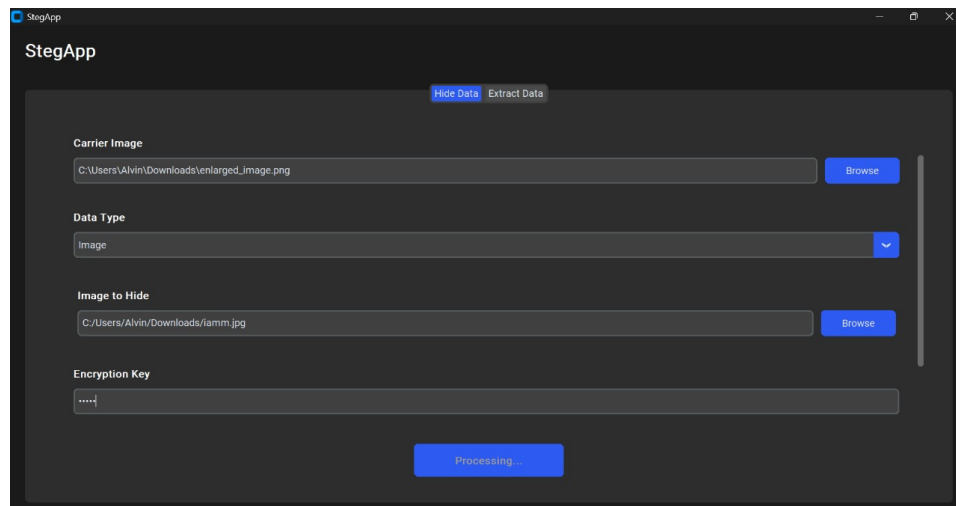 StegApp
StegApp
Hide Data Extract Data
Carrier Image
C:\Users\Alvin\Downloads\enlarged_image.png
Browse
Data Type
Image
Image to Hide
C:/Users/Alvin/Downloads/iamm.jpg
Browse
Encryption Key
•••••
Processing...